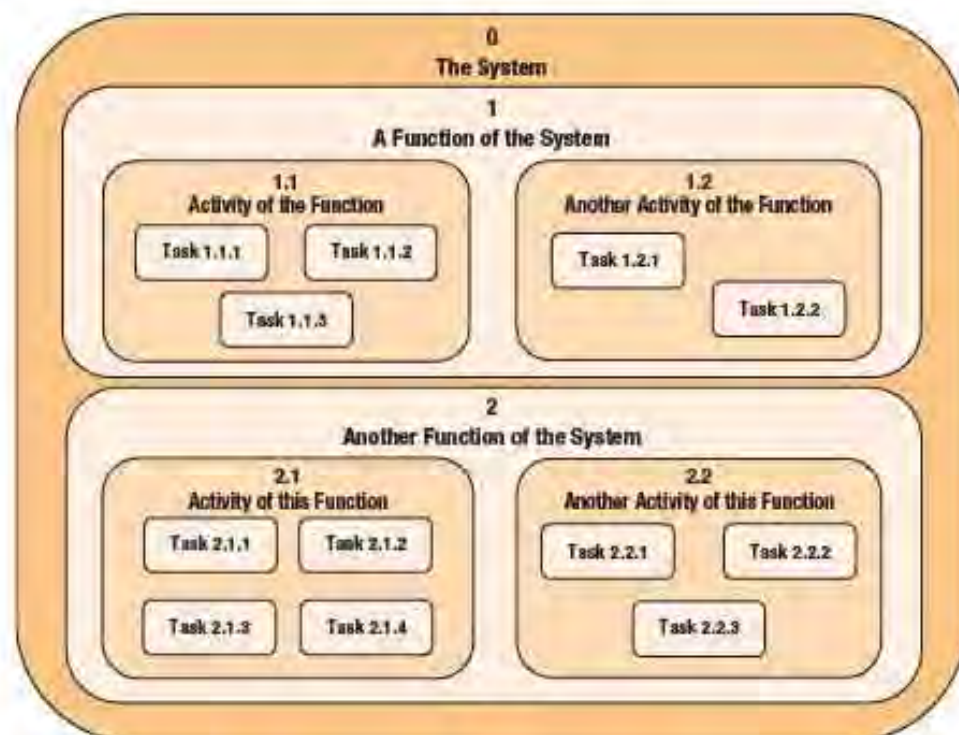 0
The System
1
A Function of the System
1.1
Activity of the Function
Task 1.1.1
Task 1.1.2
Task 1.1.3
1.2
Another Activity of the Function
Task 1.2.1
Task 1.2.2
2
Another Function of the System
2.1
Activity of this Function
Task 2.1.1
Task 2.1.2
Task 2.1.3
Task 2.1.4
2.2
Another Activity of this Function
Task 2.2.1
Task 2.2.2
Task 2.2.3